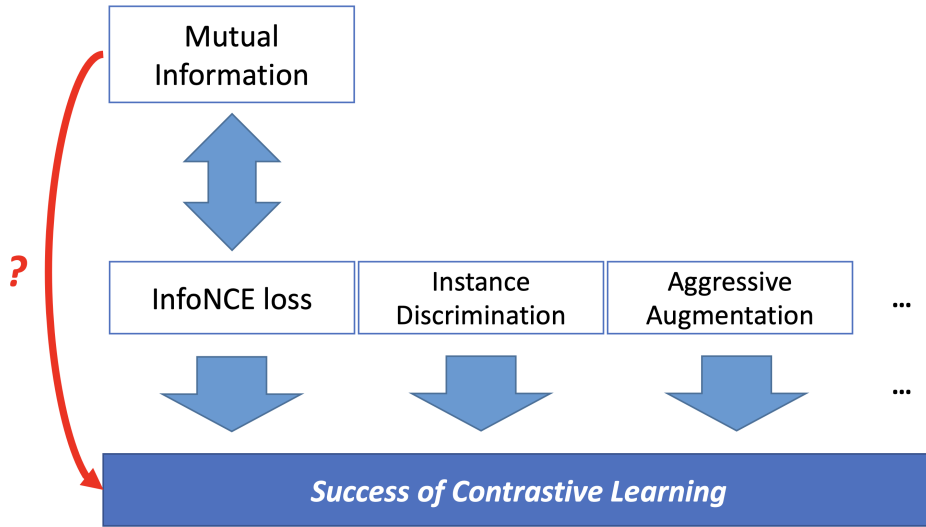 Mutual
Information
?
InfoNCE loss
Instance
Discrimination
Aggressive
Augmentation
...
...
Success of Contrastive Learning